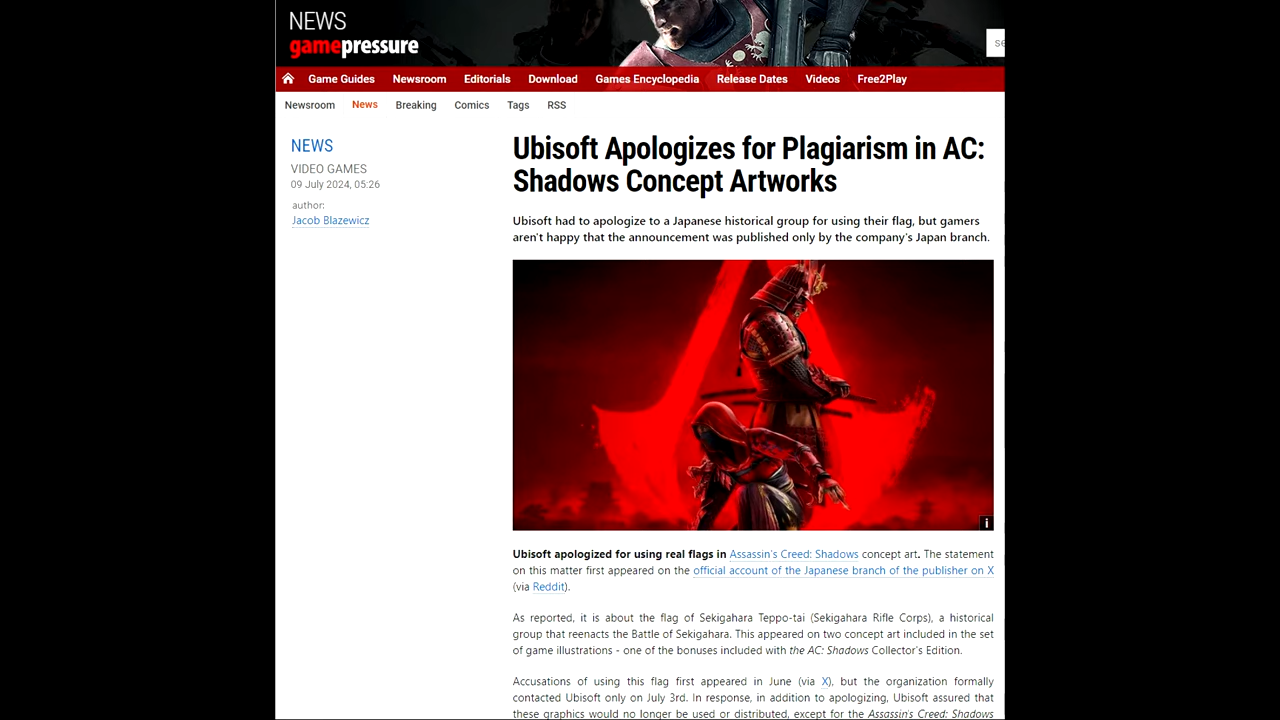 NEWS
gamepressure
se
Game Guides Newsroom Editorials Download Games Encyclopedia Release Dates Videos Free2Play
Newsroom News Breaking Comics Tags RSS
NEWS
VIDEO GAMES
09 July 2024, 05:26
author:
Jacob Blazewicz
Ubisoft Apologizes for Plagiarism in AC:
Shadows Concept Artworks
Ubisoft had to apologize to a Japanese historical group for using their flag, but gamers
aren't happy that the announcement was published only by the company's Japan branch.
i
Ubisoft apologized for using real flags in Assassin's Creed: Shadows concept art. The statement
on this matter first appeared on the official account of the Japanese branch of the publisher on X
(via Reddit).
As reported, it is about the flag of Sekigahara Teppo-tai (Sekigahara Rifle Corps), a historical
group that reenacts the Battle of Sekigahara. This appeared on two concept art included in the set
of game illustrations - one of the bonuses included with the AC: Shadows Collector's Edition.
Accusations of using this flag first appeared in June (via X), but the organization formally
contacted Ubisoft only on July 3rd. In response, in addition to apologizing, Ubisoft assured that
these graphics would no longer be used or distributed, except for the Assassin's Creed: Shadows